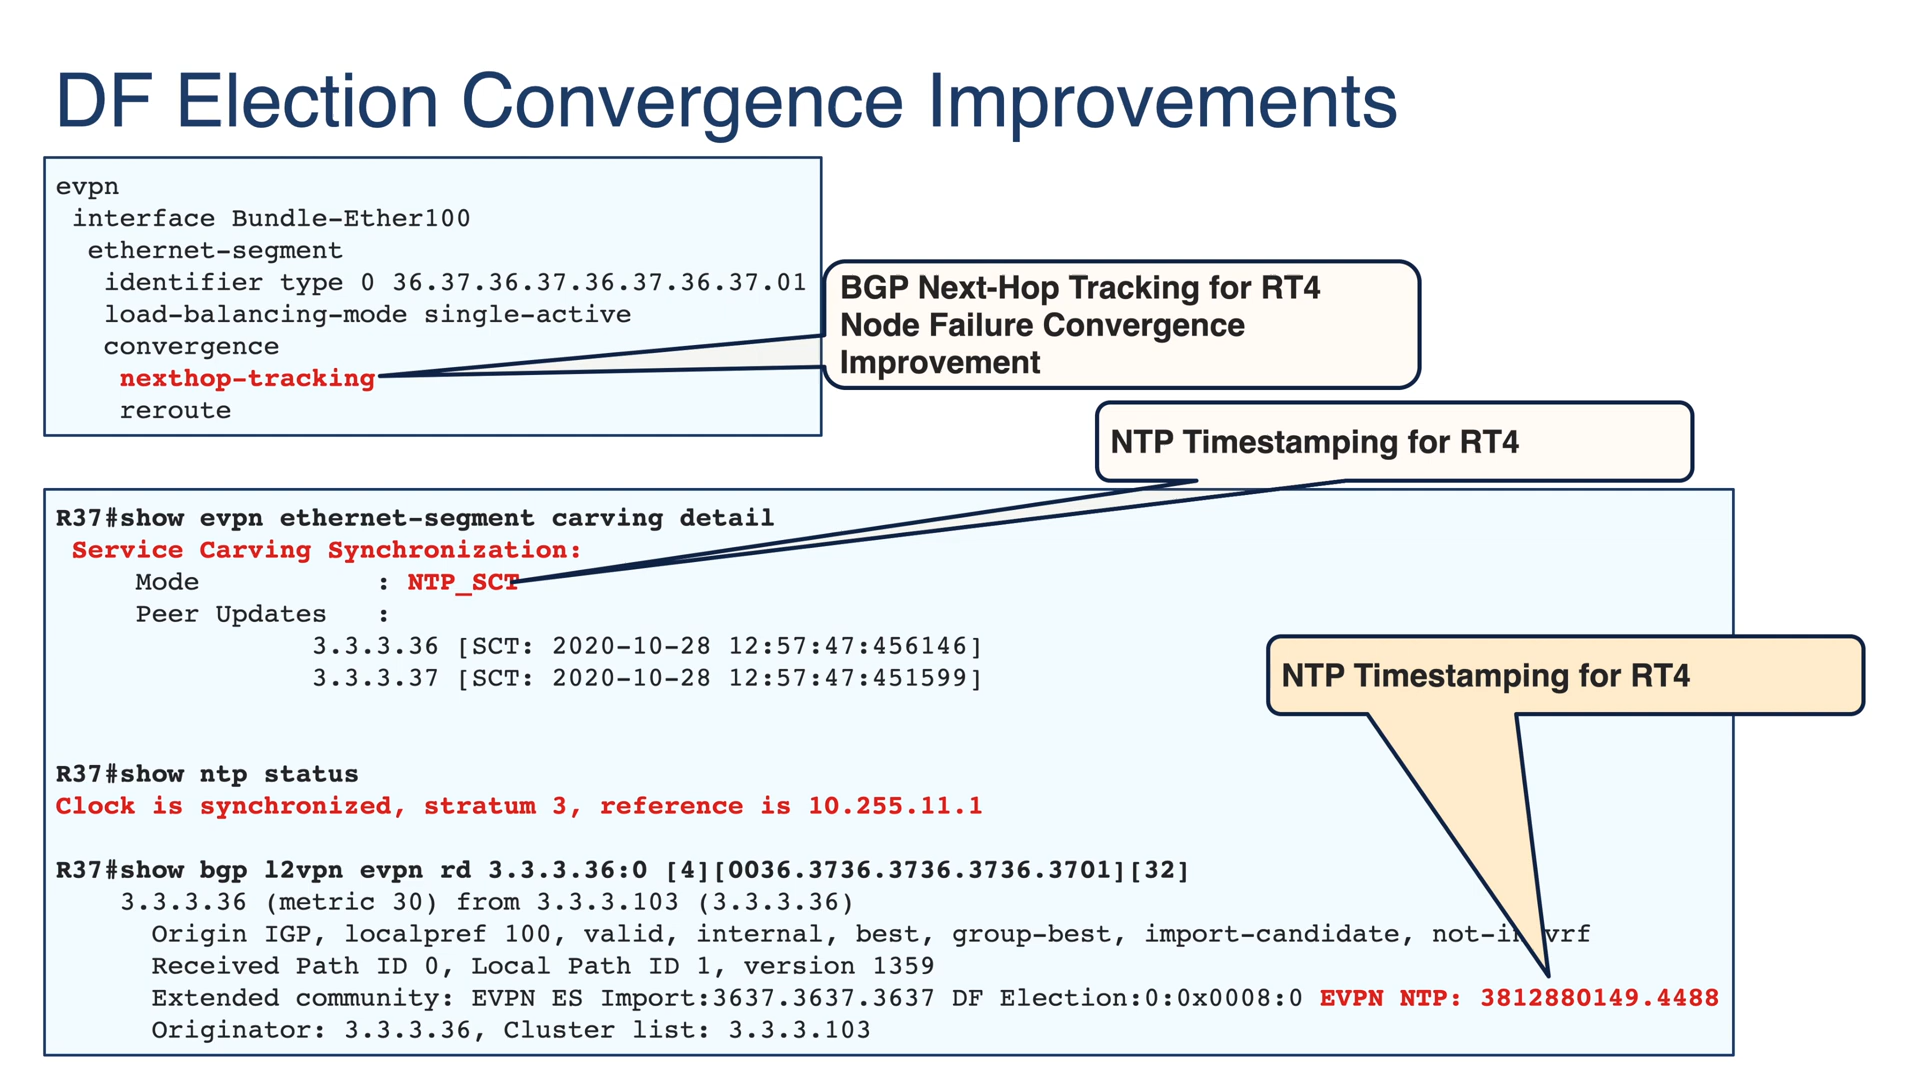 DF Election Convergence Improvements
evpn
interface Bundle-Ether100
ethernet-segment
identifier type 0 36.37.36.37.36.37.36.37.01
load-balancing-mode single-active
convergence
nexthop-tracking
reroute
BGP Next-Hop Tracking for RT4
Node Failure Convergence
Improvement
NTP Timestamping for RT4
R37#show evpn ethernet-segment carving detail
Service Carving Synchronization:
Mode : NTP_SCT
Peer Updates :
3.3.3.36 [SCT: 2020-10-28 12:57:47:456146]
3.3.3.37 [SCT: 2020-10-28 12:57:47:451599]
NTP Timestamping for RT4
R37#show ntp status
Clock is synchronized, stratum 3, reference is 10.255.11.1
R37#show bgp l2vpn evpn rd 3.3.3.36:0 [4][0036.3736.3736.3736.3701][32]
3.3.3.36 (metric 30) from 3.3.3.103 (3.3.3.36)
Origin IGP, localpref 100, valid, internal, best, group-best, import-candidate, not-in-vrf
Received Path ID 0, Local Path ID 1, version 1359
Extended community: EVPN ES Import:3637.3637.3637 DF Election:0:0x0008:0 EVPN NTP: 3812880149.4488
Originator: 3.3.3.36, Cluster list: 3.3.3.103